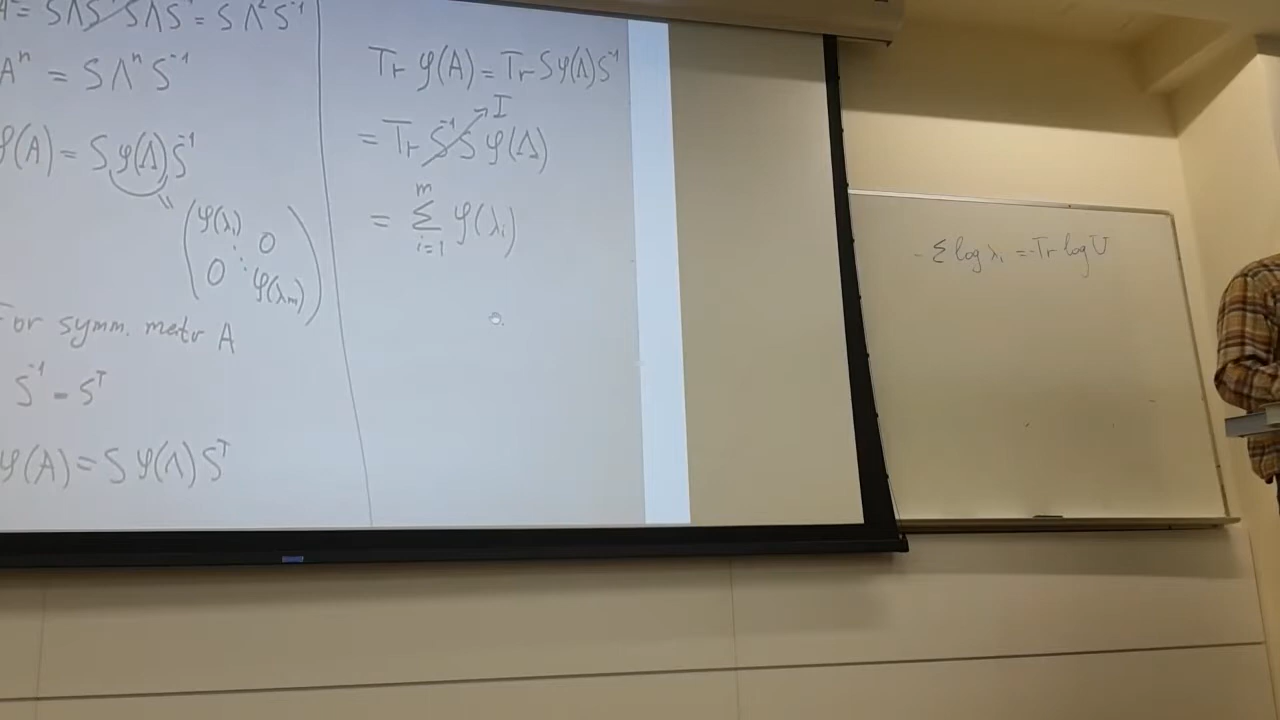 A² = SΛS⁻¹SΛS⁻¹ = SΛ²S⁻¹
Aⁿ = SΛⁿS⁻¹
φ(A) = Sφ(Λ)S⁻¹
φ(λ₁) 0
0 φ(λₘ)
For symm. matr A
S⁻¹ = Sᵀ
φ(A) = Sφ(Λ)Sᵀ
Tr φ(A) = Tr Sφ(Λ)S⁻¹
I
= Tr S⁻¹S φ(Λ)
m
= Σ φ(λᵢ)
i=1
- Σ log λᵢ = -Tr log U